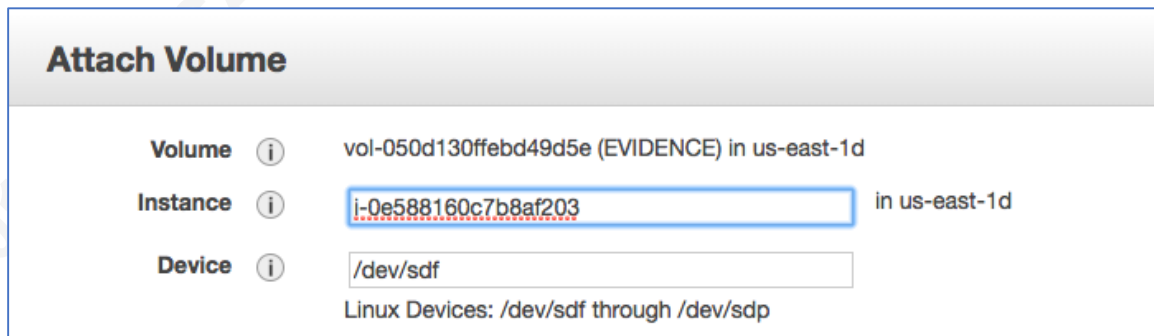 Attach Volume
Volume i vol-050d130ffebd49d5e (EVIDENCE) in us-east-1d
Instance i i-0e588160c7b8af203 in us-east-1d
Device i /dev/sdf
Linux Devices: /dev/sdf through /dev/sdp